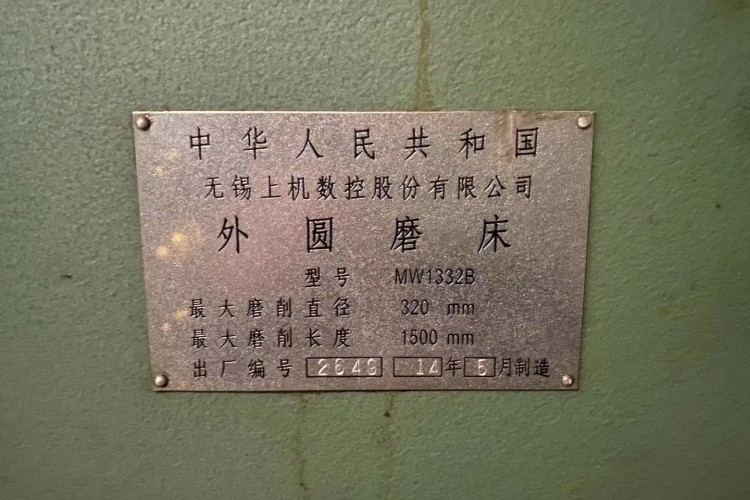 中华人民共和国
无锡上机数控股份有限公司
外圆磨床
型号 MW1332B
最大磨削直径 320 mm
最大磨削长度 1500 mm
出厂编号 2649 14年5月制造